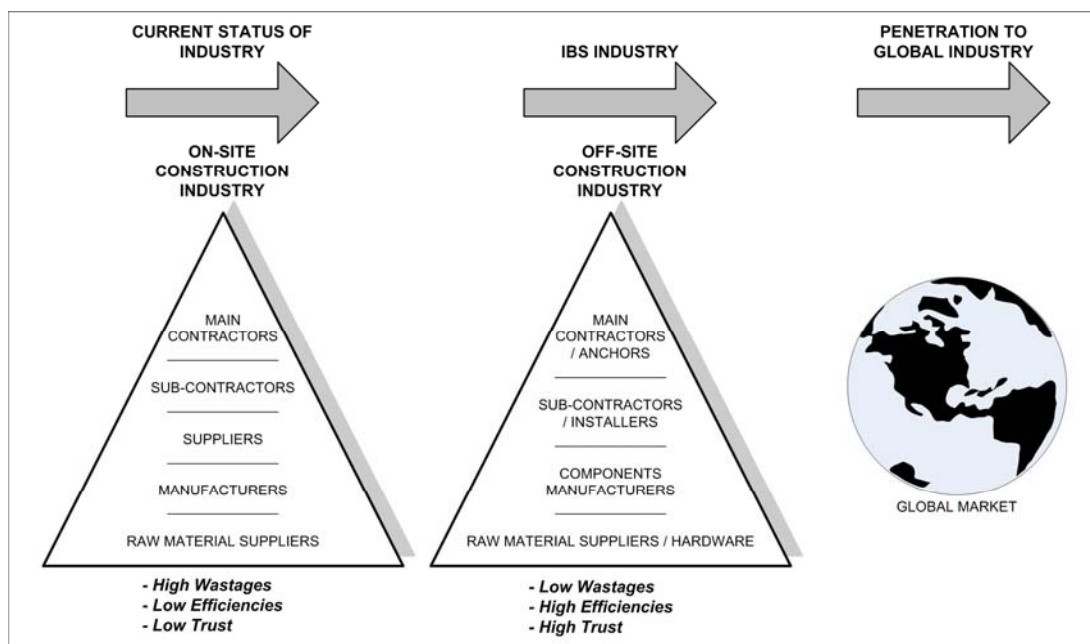 CURRENT STATUS OF
INDUSTRY
IBS INDUSTRY
PENETRATION TO
GLOBAL INDUSTRY
ON-SITE
CONSTRUCTION
INDUSTRY
MAIN
CONTRACTORS
SUB-CONTRACTORS
SUPPLIERS
MANUFACTURERS
RAW MATERIAL SUPPLIERS
- High Wastages
- Low Efficiencies
- Low Trust
OFF-SITE
CONSTRUCTION
INDUSTRY
MAIN
CONTRACTORS
/ ANCHORS
SUB-CONTRACTORS
/ INSTALLERS
COMPONENTS
MANUFACTURERS
RAW MATERIAL SUPPLIERS / HARDWARE
- Low Wastages
- High Efficiencies
- High Trust
GLOBAL MARKET